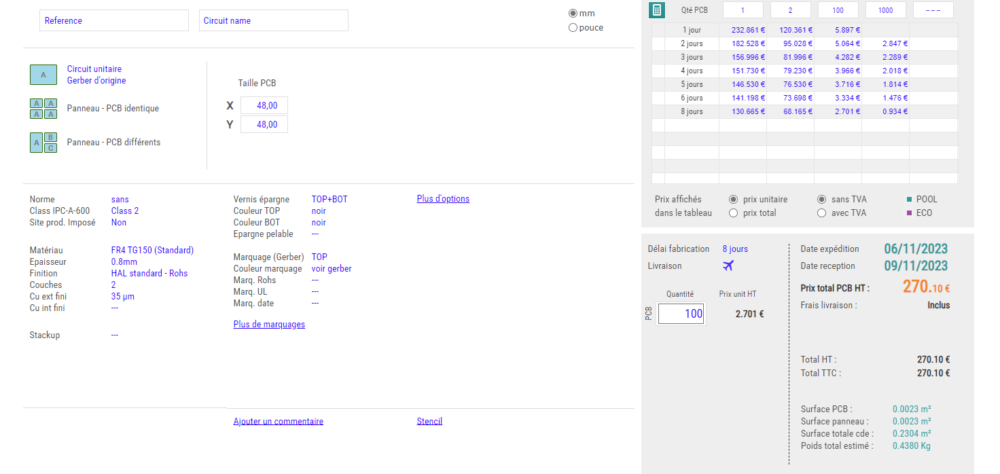 Reference
Circuit name
mm
pouce
A
Circuit unitaire
Gerber d'origine
A A
A A
Panneau - PCB identique
A B
C
Panneau - PCB différents
Taille PCB
X 48,00
Y 48,00
Norme sans
Class IPC-A-600 Class 2
Site prod. Imposé Non
Matériau FR4 TG150 (Standard)
Epaisseur 0.8mm
Finition HAL standard - Rohs
Couches 2
Cu ext fini 35 µm
Cu int fini ---
Stackup ---
Vernis épargne TOP+BOT
Couleur TOP noir
Couleur BOT noir
Epargne pelable ---
Marquage (Gerber) TOP
Couleur marquage voir gerber
Marq. Rohs ---
Marq. UL ---
Marq. date ---
Plus de marquages
Plus d'options
Ajouter un commentaire
Stencil
Qté PCB 1 2 100 1000 -- -- --
1 jour 232.861 € 120.361 € 5.897 €
2 jours 182.528 € 95.028 € 5.064 € 2.847 €
3 jours 156.996 € 81.996 € 4.282 € 2.289 €
4 jours 151.730 € 79.230 € 3.966 € 2.018 €
5 jours 146.530 € 76.530 € 3.716 € 1.814 €
6 jours 141.198 € 73.698 € 3.334 € 1.476 €
8 jours 130.665 € 68.165 € 2.701 € 0.934 €
Prix affichés prix unitaire sans TVA POOL
dans le tableau prix total avec TVA ECO
Délai fabrication 8 jours
Livraison
Quantité Prix unit HT
PCB 100 2.701 €
Date expédition 06/11/2023
Date reception 09/11/2023
Prix total PCB HT : 270.10 €
Frais livraison : Inclus
Total HT : 270.10 €
Total TTC : 270.10 €
Surface PCB : 0.0023 m²
Surface panneau : 0.0023 m²
Surface totale cde : 0.2304 m²
Poids total estimé : 0.4380 Kg